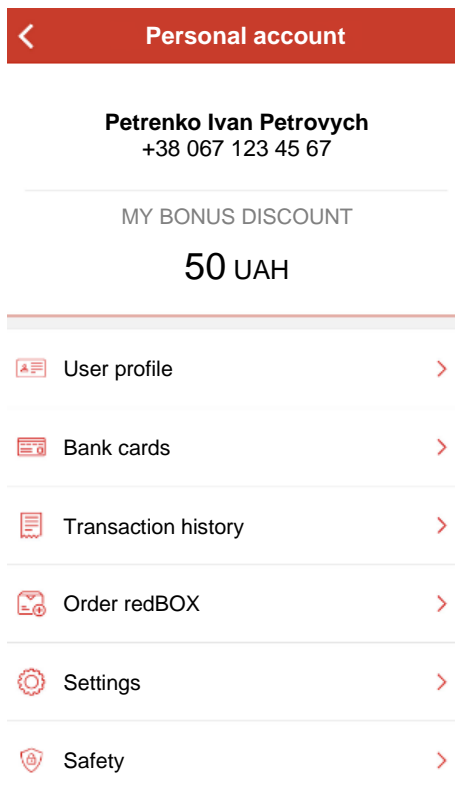 Personal account
Petrenko Ivan Petrovych
+38 067 123 45 67
MY BONUS DISCOUNT
50 UAH
User profile
Bank cards
Transaction history
Order redBOX
Settings
Safety